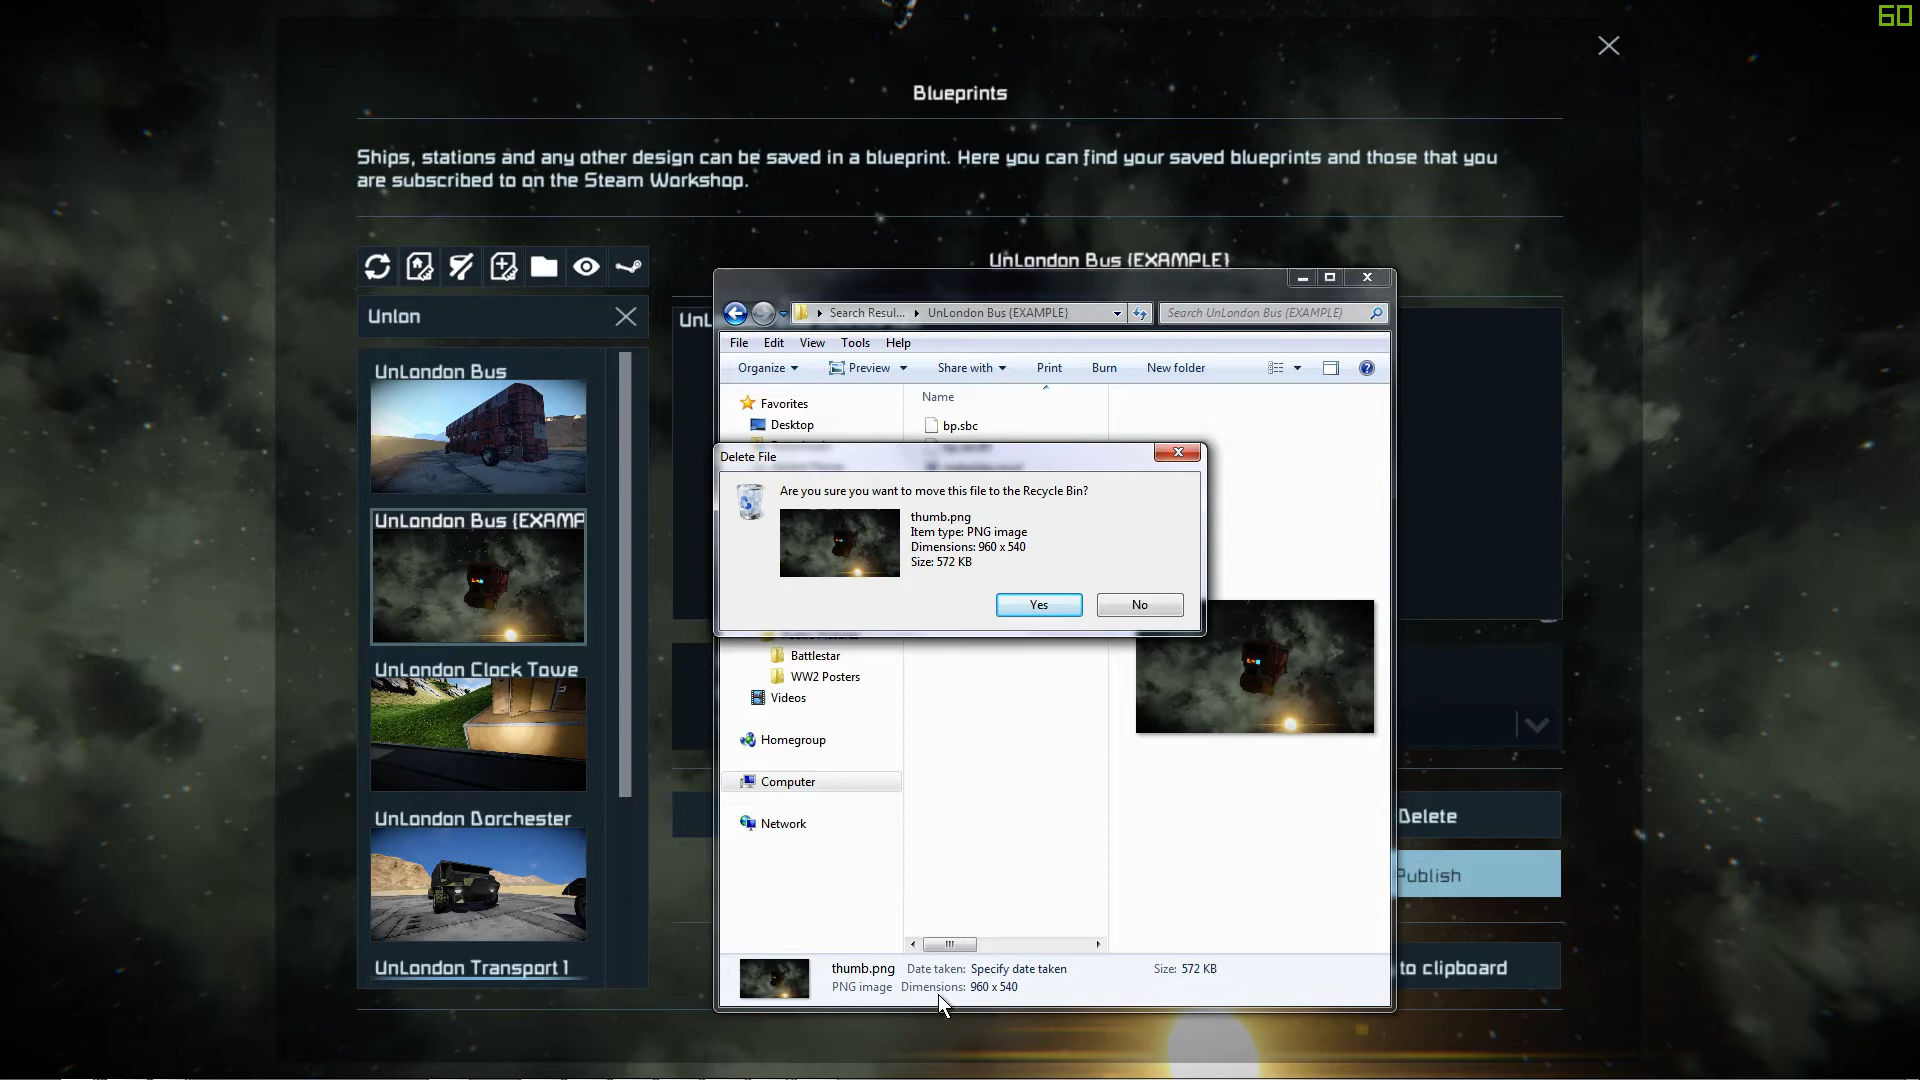 60
Blueprints
Ships, stations and any other design can be saved in a blueprint. Here you can find your saved blueprints and those that you
are subscribed to on the Steam Workshop.
UnLondon Bus {EXAMPLE}
Unlon
UnLondon Bus
UnLondon Bus {EXAMP
UnLondon Clock Towe
UnLondon Dorchester
UnLondon Transport 1
UnL
Search Resul... UnLondon Bus {EXAMPLE}
Search UnLondon Bus {EXAMPLE}
File Edit View Tools Help
Organize Preview Share with Print Burn New folder
Favorites
Desktop
Name
bp.sbc
Delete File
Are you sure you want to move this file to the Recycle Bin?
thumb.png
Item type: PNG image
Dimensions: 960 x 540
Size: 572 KB
Yes No
Battlestar
WW2 Posters
Videos
Homegroup
Computer
Network
thumb.png Date taken: Specify date taken Size: 572 KB
PNG image Dimensions: 960 x 540
Delete
Publish
to clipboard